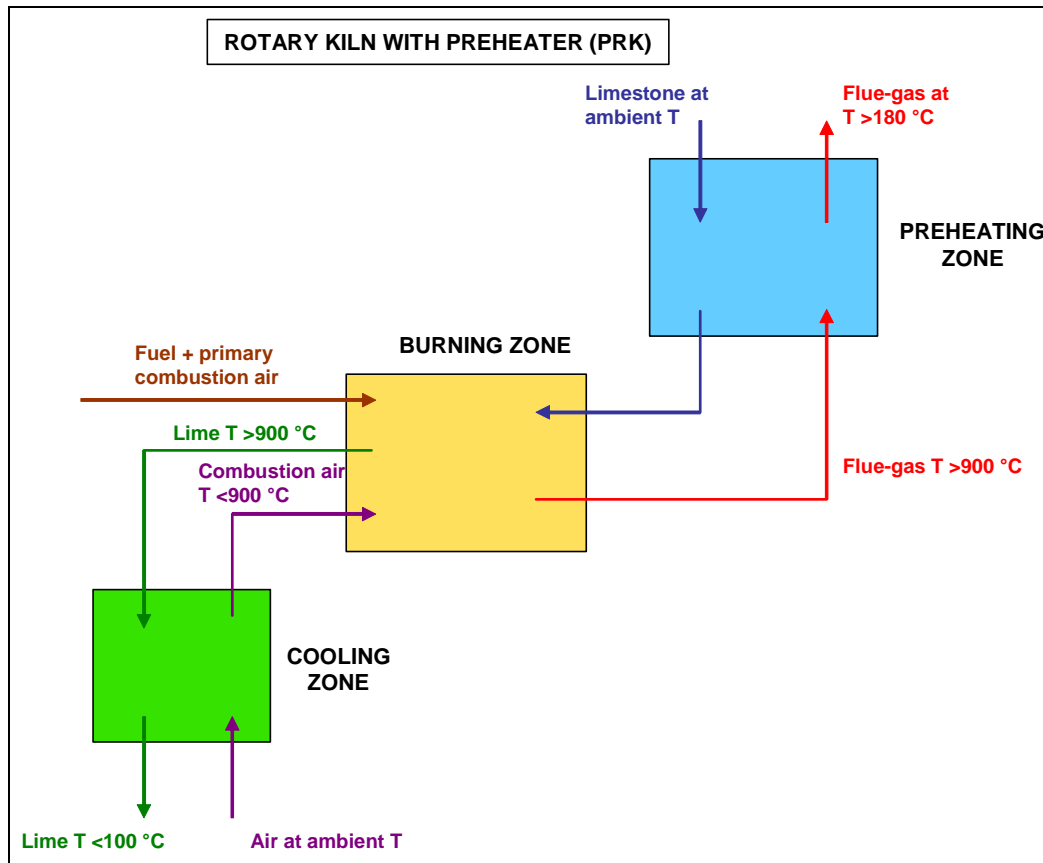 ROTARY KILN WITH PREHEATER (PRK)
Limestone at
ambient T
Flue-gas at
T >180 °C
PREHEATING
ZONE
BURNING ZONE
Fuel + primary
combustion air
Lime T >900 °C
Combustion air
T <900 °C
Flue-gas T >900 °C
COOLING
ZONE
Lime T <100 °C
Air at ambient T